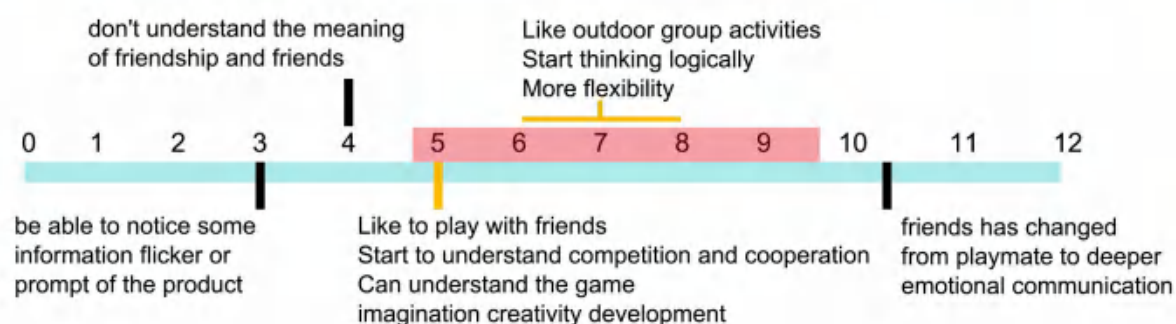 don't understand the meaning
of friendship and friends
Like outdoor group activities
Start thinking logically
More flexibility
0 1 2 3 4 5 6 7 8 9 10 11 12
be able to notice some
information flicker or
prompt of the product
Like to play with friends
Start to understand competition and cooperation
Can understand the game
imagination creativity development
friends has changed
from playmate to deeper
emotional communication